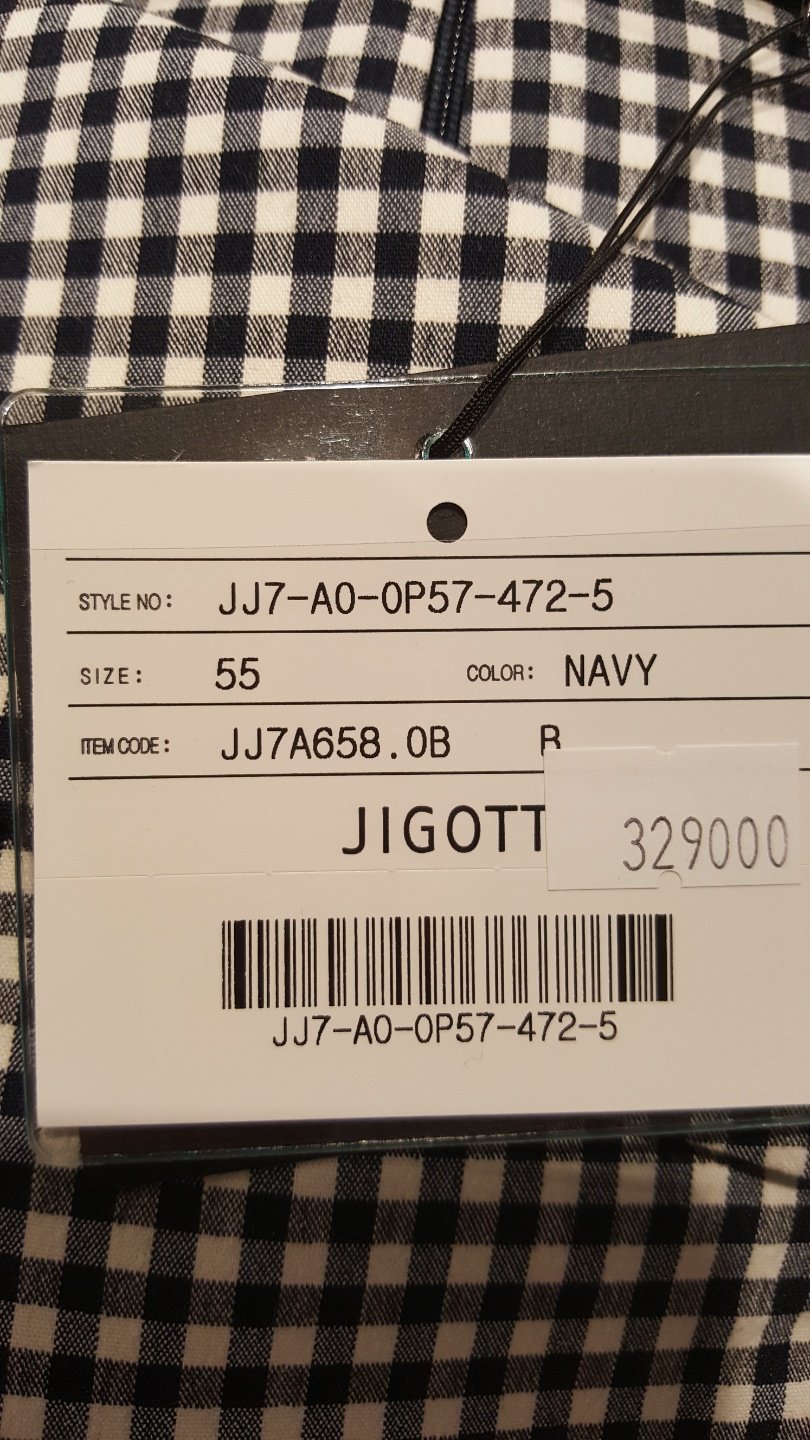 STYLE NO: JJ7-A0-0P57-472-5
SIZE: 55 COLOR: NAVY
ITEM CODE: JJ7A658.0B
JIGOTT
329000
JJ7-A0-0P57-472-5